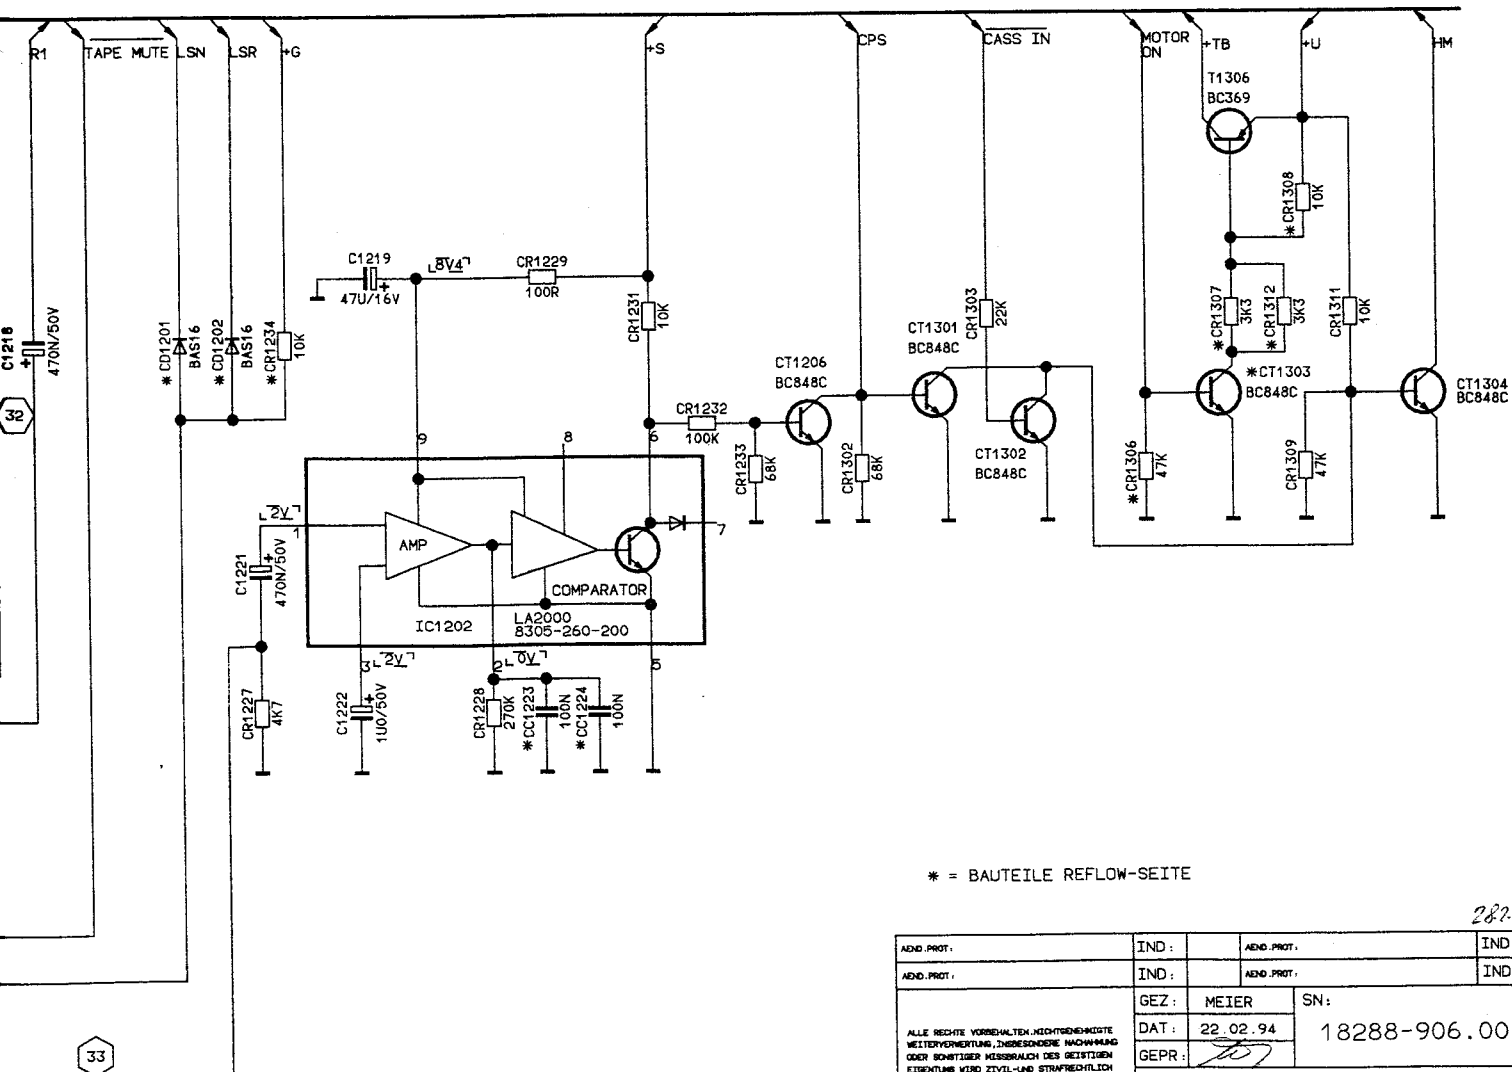 R1
TAPE MUTE
LSN
LSR
+G
+S
CPS
CASS IN
MOTOR
ON
+TB
+U
HM
T1306
BC369
*CR1308
10K
C1219
47U/16V
8V4
CR1229
100R
CR1231
10K
CR1303
22K
*CR1307
3K3
*CR1312
3K3
CR1311
10K
C1218
+
470N/50V
*CD1201
BAS16
*CD1202
BAS16
*CR1234
10K
CT1301
BC848C
CT1206
BC848C
*CT1303
BC848C
CT1304
BC848C
32
CR1232
100K
9
8
6
CR1233
68K
CR1302
68K
CT1302
BC848C
*CR1306
47K
CR1309
47K
2V
1
AMP
7
C1221
+
470N/50V
COMPARATOR
IC1202
LA2000
8305-260-200
3
2V
2
0V
5
CR1227
4K7
C1222
+
1U0/50V
CR1228
270K
*CC1223
100N
*CC1224
100N
* = BAUTEILE REFLOW-SEITE
282
AEND.PROT:
IND:
AEND.PROT:
IND
AEND.PROT:
IND:
AEND.PROT:
IND
GEZ:
MEIER
SN:
DAT:
22.02.94
18288-906.00
GEPR:
ALLE RECHTE VORBEHALTEN.NICHTGENEHMIGTE
WEITERVERWERTUNG,INSBESONDERE NACHAHMUNG
ODER SONSTIGER MISSBRAUCH DES GEISTIGEN
EIGENTUMS WIRD ZIVIL-UND STRAFRECHTLICH
33